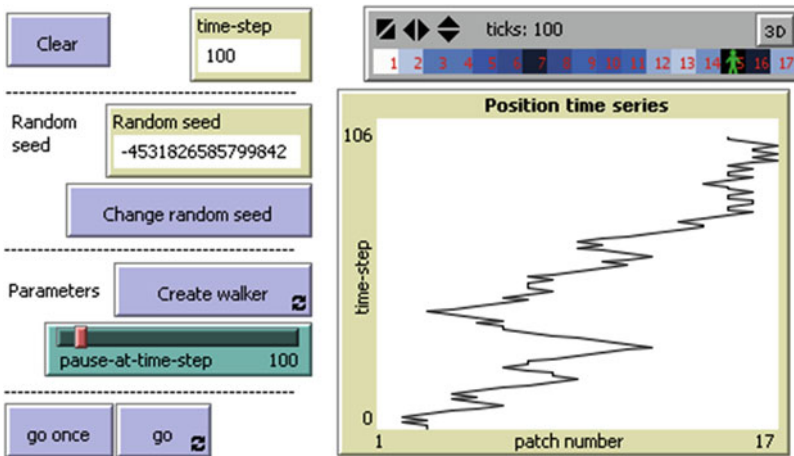 Clear
time-step
100
ticks: 100
3D
1 2 3 4 5 6 7 8 9 10 11 12 13 14 15 16 17
Random seed
Random seed
-4531826585799842
Change random seed
Parameters
Create walker
pause-at-time-step 100
go once
go
Position time series
106
time-step
0
1
patch number
17